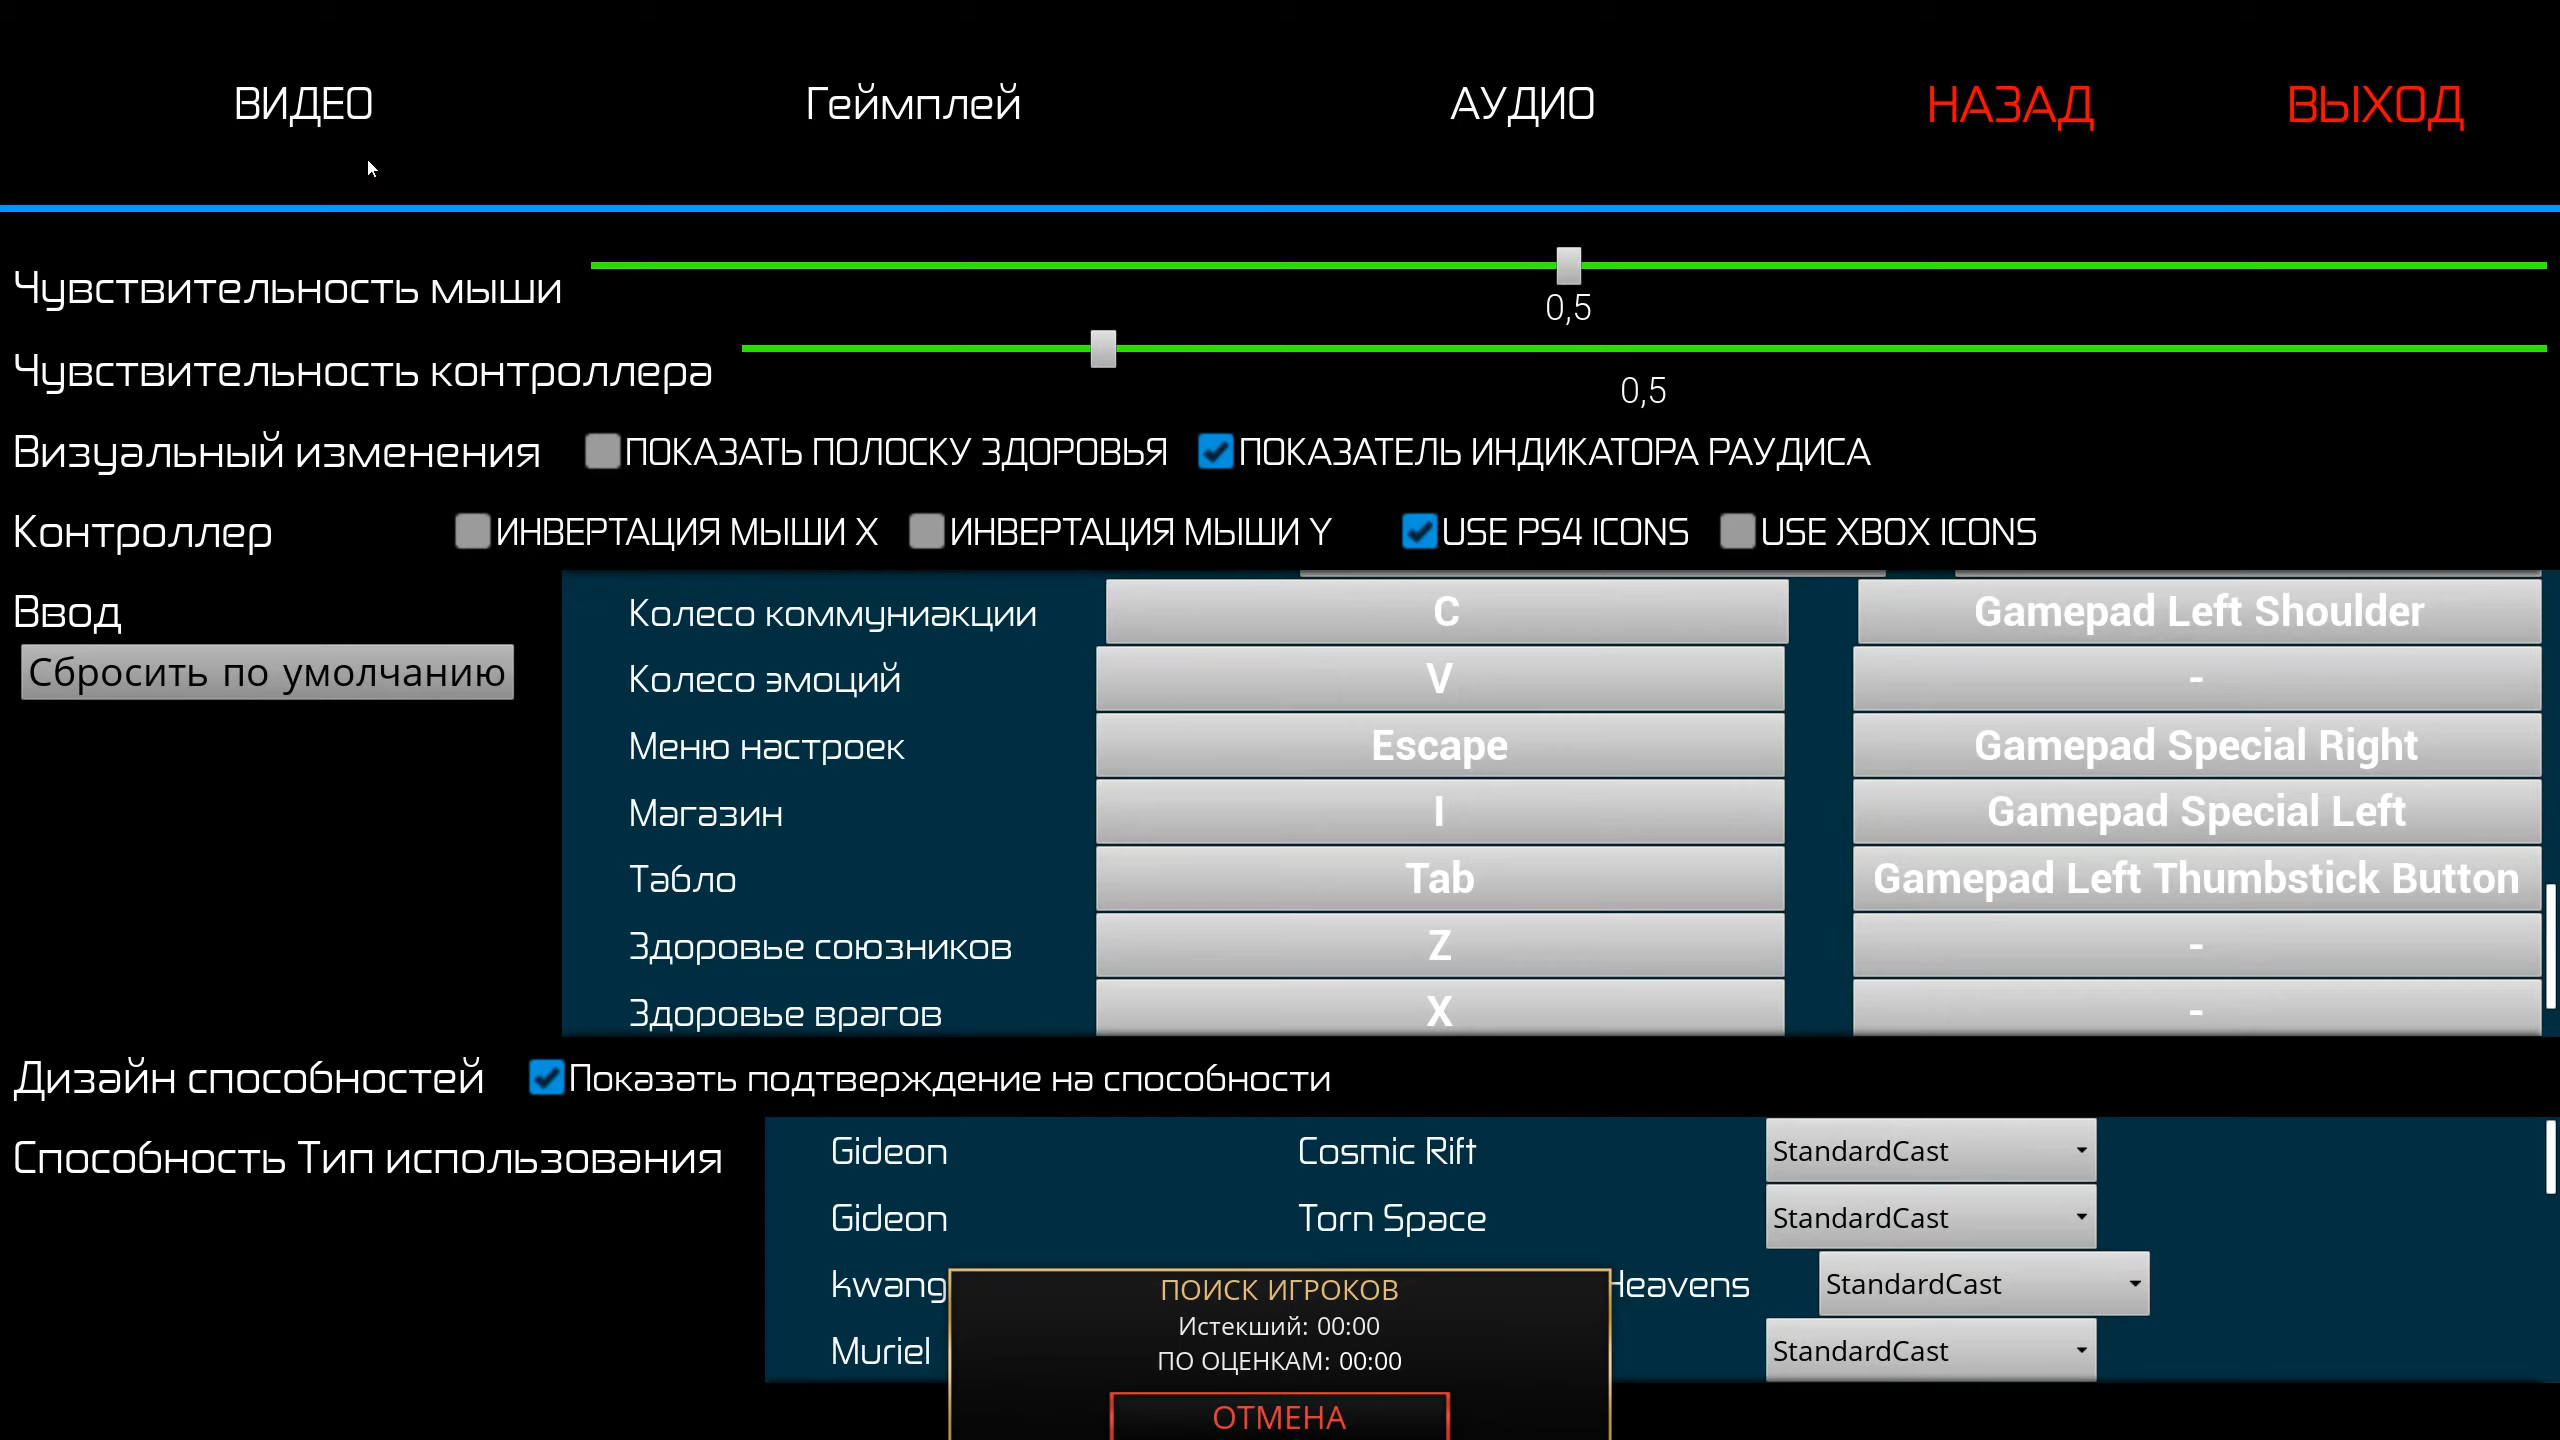 ВИДЕО Геймплей АУДИО НАЗАД ВЫХОД
Чувствительность мыши
0,5
Чувствительность контроллера
0,5
Визуальный изменения ПОКАЗАТЬ ПОЛОСКУ ЗДОРОВЬЯ ПОКАЗАТЕЛЬ ИНДИКАТОРА РАУДИСА
Контроллер ИНВЕРТАЦИЯ МЫШИ X ИНВЕРТАЦИЯ МЫШИ Y USE PS4 ICONS USE XBOX ICONS
Ввод
Сбросить по умолчанию
Колесо коммуниакции C Gamepad Left Shoulder
Колесо эмоций V -
Меню настроек Escape Gamepad Special Right
Магазин I Gamepad Special Left
Табло Tab Gamepad Left Thumbstick Button
Здоровье союзников Z -
Здоровье врагов X -
Дизайн способностей Показать подтверждение на способности
Способность Тип использования
Gideon Cosmic Rift StandardCast
Gideon Torn Space StandardCast
kwang Heavens StandardCast
Muriel StandardCast
ПОИСК ИГРОКОВ
Истекший: 00:00
ПО ОЦЕНКАМ: 00:00
ОТМЕНА